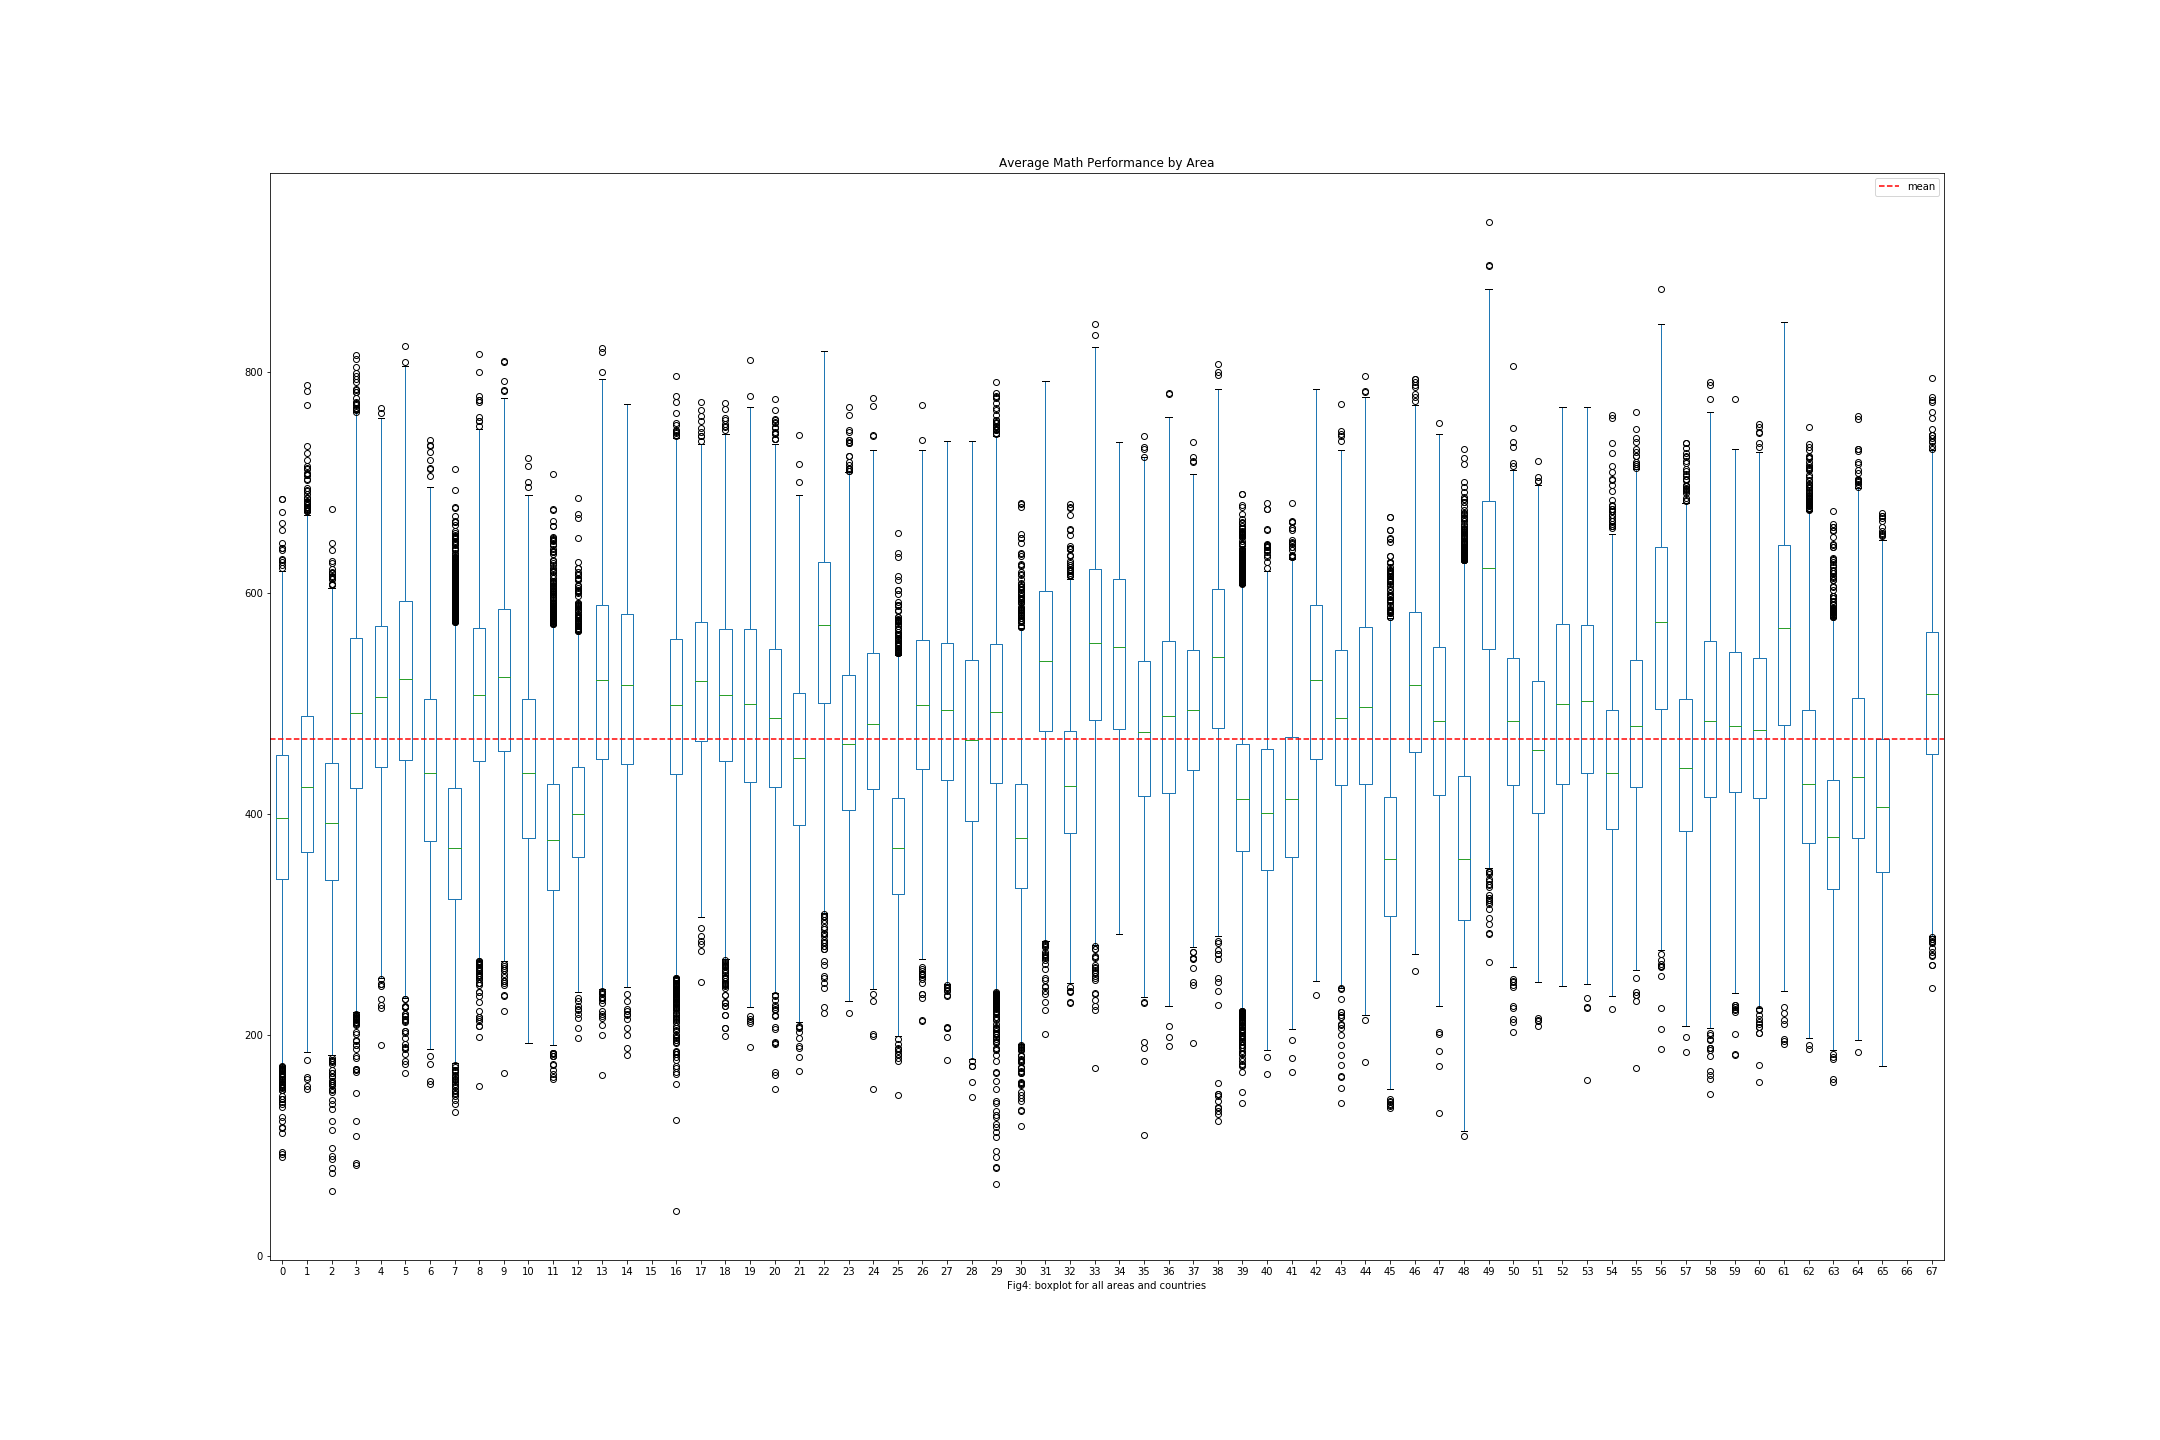 Average Math Performance by Area
mean
800
600
400
200
0
0 1 2 3 4 5 6 7 8 9 10 11 12 13 14 15 16 17 18 19 20 21 22 23 24 25 26 27 28 29 30 31 32 33 34 35 36 37 38 39 40 41 42 43 44 45 46 47 48 49 50 51 52 53 54 55 56 57 58 59 60 61 62 63 64 65 66 67
Fig4: boxplot for all areas and countries